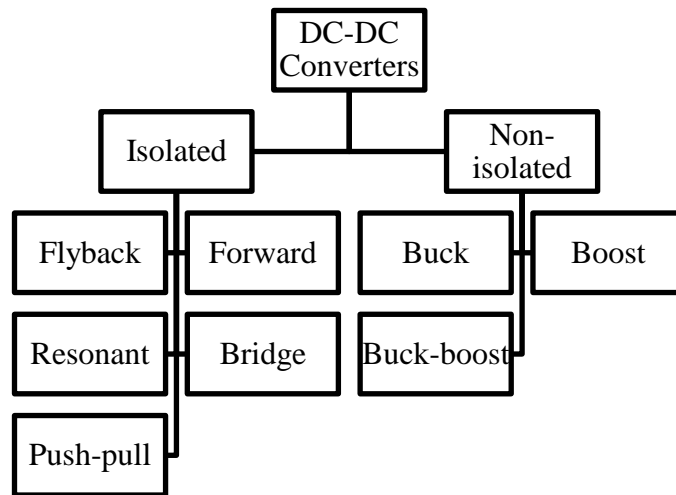 DC-DC
Converters
Isolated
Non-
isolated
Flyback
Forward
Buck
Boost
Resonant
Bridge
Buck-boost
Push-pull